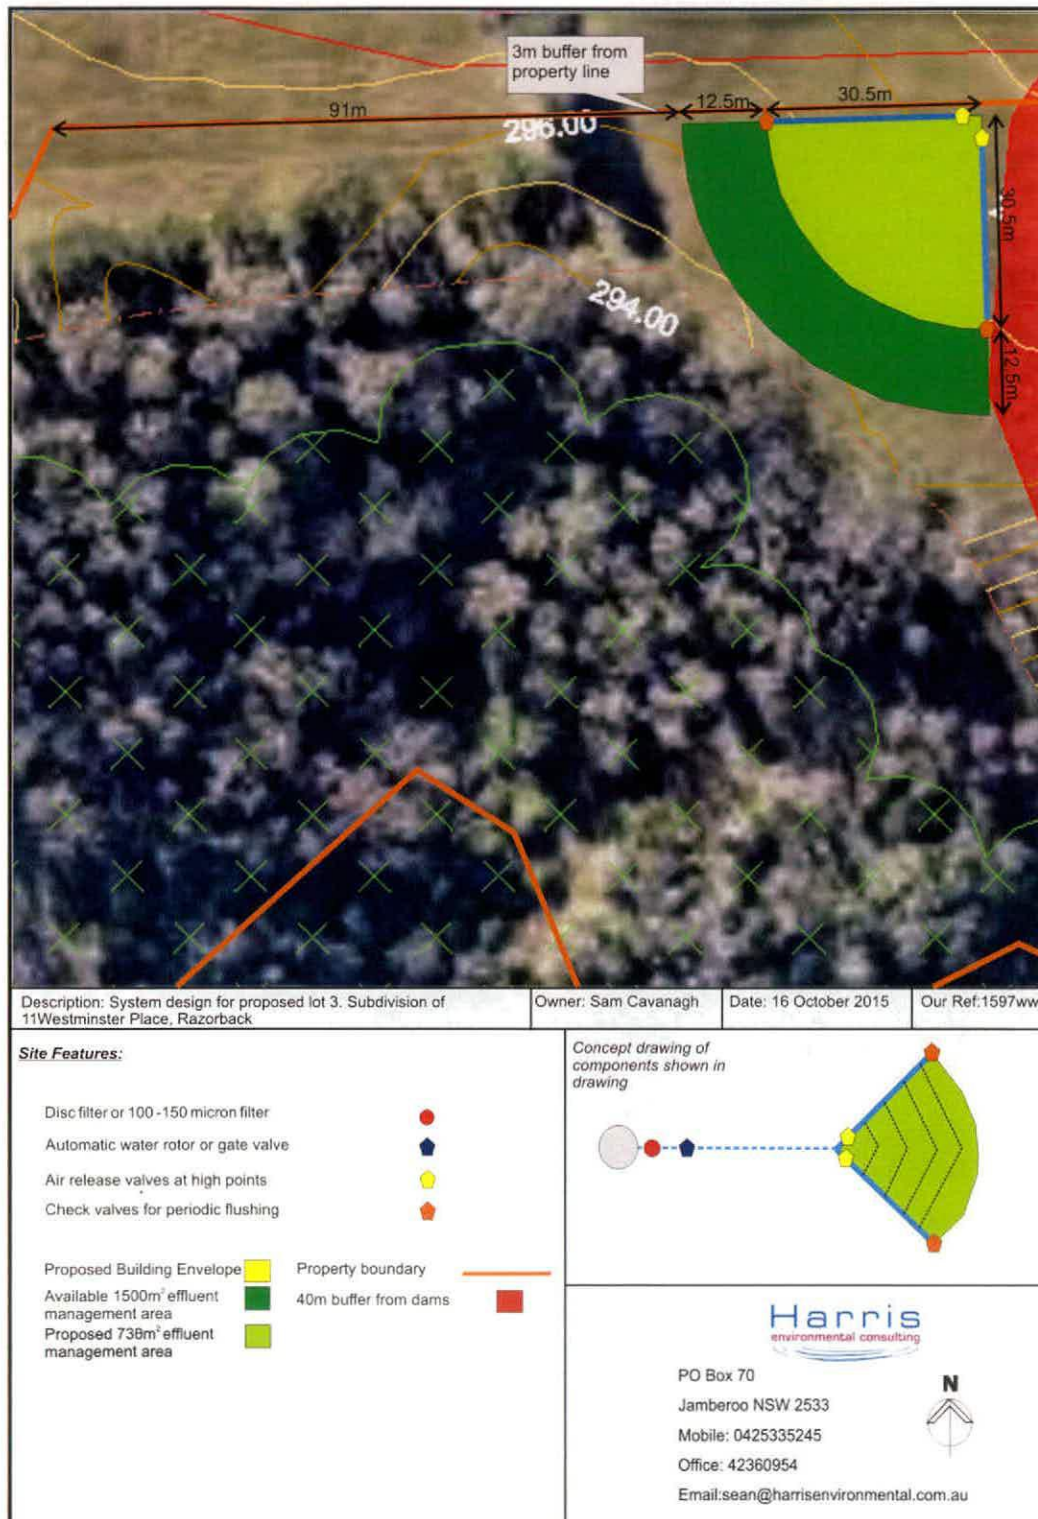 3m buffer from
property line
91m
12.5m
30.5m
296.00
30.5m
294.00
12.5m
Description: System design for proposed lot 3. Subdivision of
11Westminster Place, Razorback
Owner: Sam Cavanagh
Date: 16 October 2015
Our Ref:1597ww
Site Features:
Disc filter or 100 -150 micron filter
Automatic water rotor or gate valve
Air release valves at high points
Check valves for periodic flushing
Proposed Building Envelope
Property boundary
Available 1500m² effluent
management area
40m buffer from dams
Proposed 738m² effluent
management area
Concept drawing of
components shown in
drawing
Harris
environmental consulting
PO Box 70
Jamberoo NSW 2533
Mobile: 0425335245
Office: 42360954
Email:sean@harrisenvironmental.com.au
N